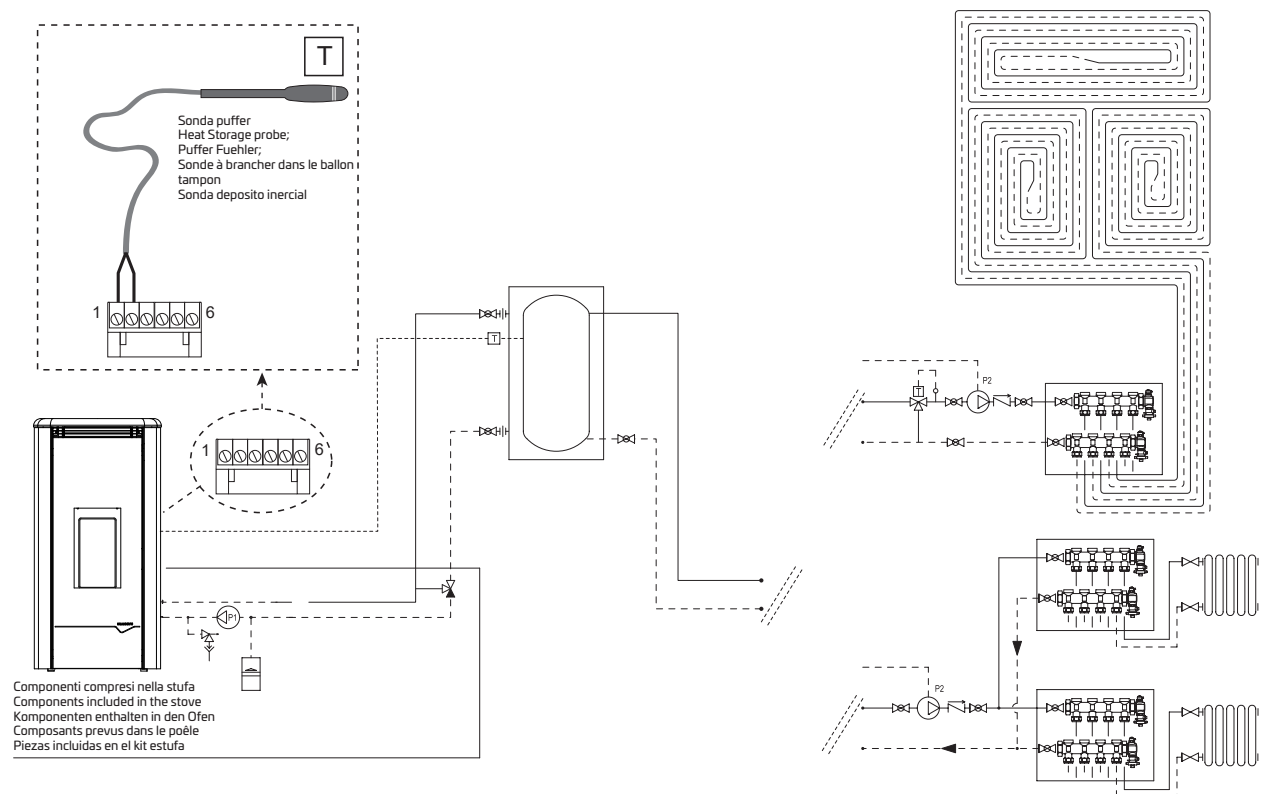 T
Sonda puffer
Heat Storage probe;
Puffer Fuehler;
Sonde à brancher dans le ballon
tampon
Sonda deposito inercial
1
6
1
6
T
P1
T
P2
P2
Componenti compresi nella stufa
Components included in the stove
Komponenten enthalten in den Ofen
Composants prevus dans le poêle
Piezas incluidas en el kit estufa